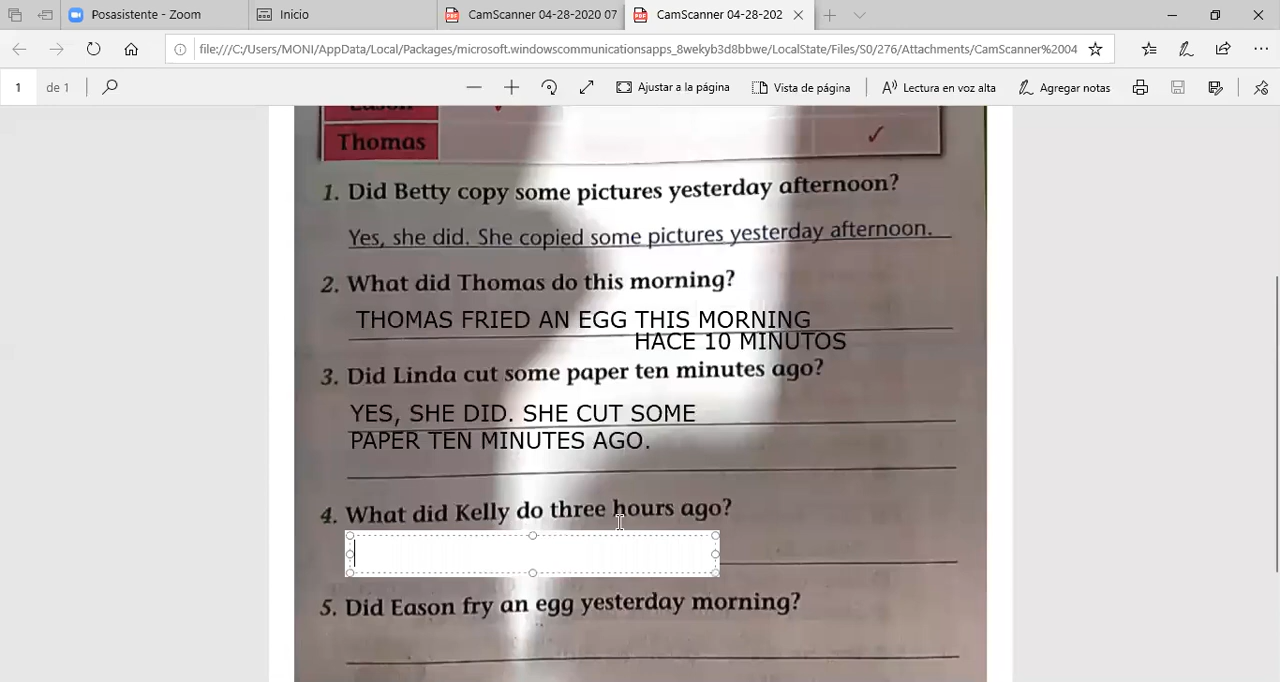 Posasistente - Zoom
Inicio
CamScanner 04-28-2020 07
CamScanner 04-28-202
file:///C:/Users/MONI/AppData/Local/Packages/microsoft.windowscommunicationsapps_8wekyb3d8bbwe/LocalState/Files/S0/276/Attachments/CamScanner%2004
1 de 1
Ajustar a la página
Vista de página
Lectura en voz alta
Agregar notas
Eason
Thomas
1. Did Betty copy some pictures yesterday afternoon?
Yes, she did. She copied some pictures yesterday afternoon.
2. What did Thomas do this morning?
THOMAS FRIED AN EGG THIS MORNING
HACE 10 MINUTOS
3. Did Linda cut some paper ten minutes ago?
YES, SHE DID. SHE CUT SOME
PAPER TEN MINUTES AGO.
4. What did Kelly do three hours ago?
5. Did Eason fry an egg yesterday morning?